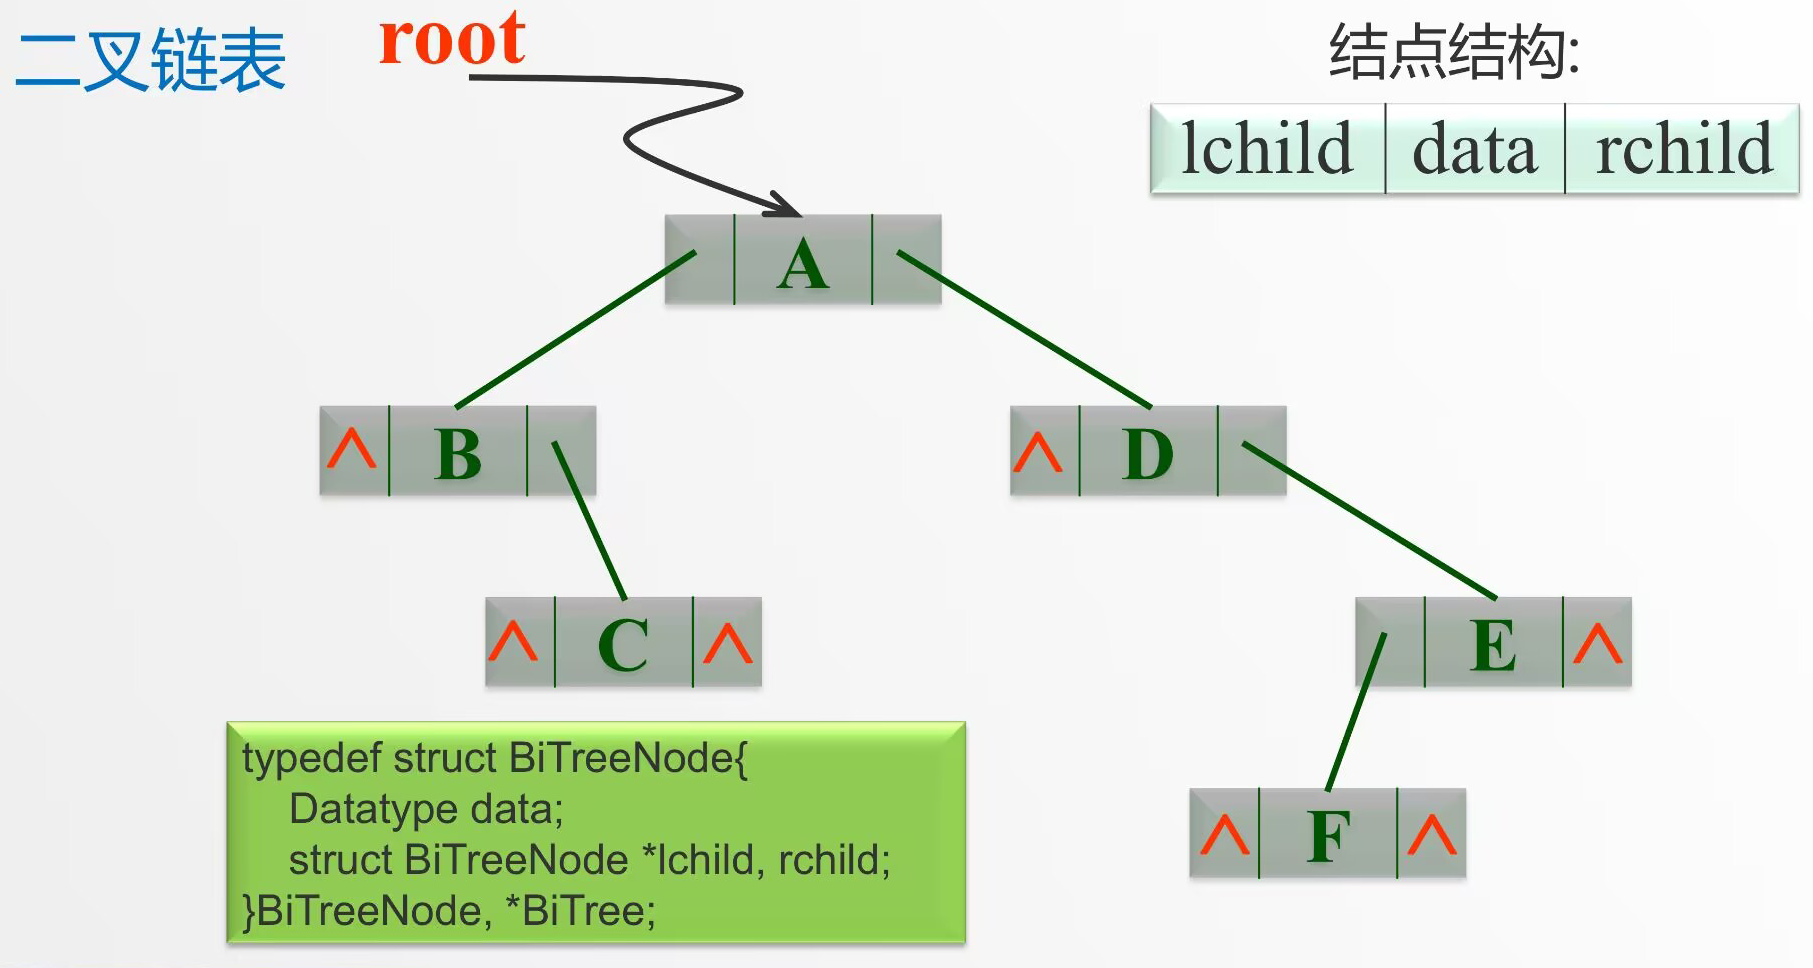 二叉链表
root
结点结构:
lchild data rchild
A
^ B
^ D
^ C ^
E ^
^ F ^
typedef struct BiTreeNode{
Datatype data;
struct BiTreeNode *lchild, rchild;
}BiTreeNode, *BiTree;